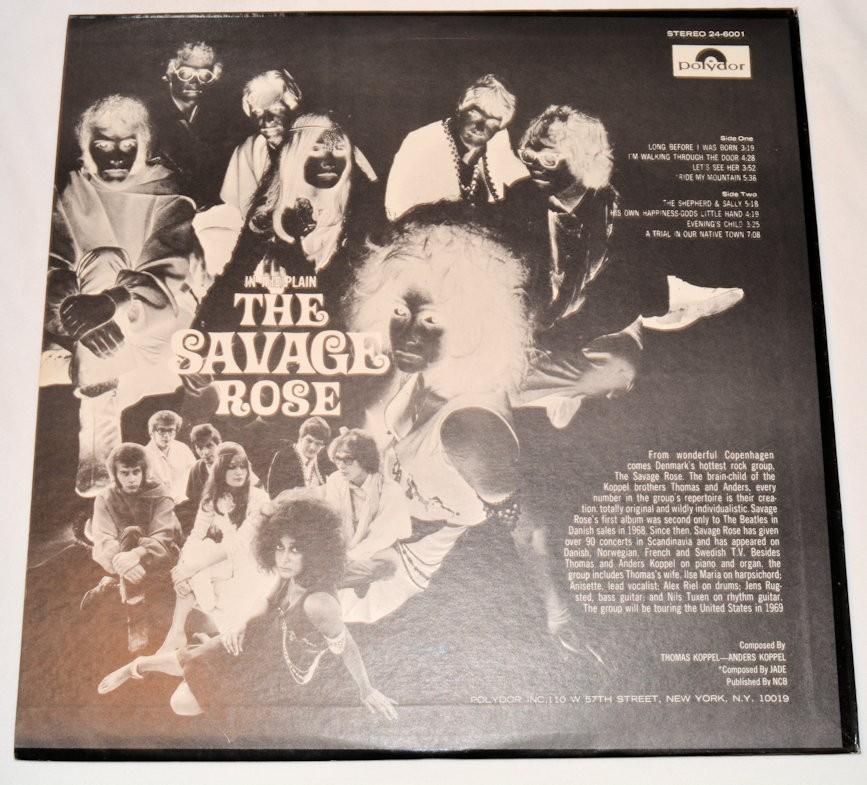 STEREO 24-6001
polydor
Side One
LONG BEFORE I WAS BORN 3:19
I'M WALKING THROUGH THE DOOR 4:28
LET'S SEE HER 3:52
*RIDE MY MOUNTAIN 5:36
Side Two
THE SHEPHERD & SALLY 5:18
HIS OWN HAPPINESS-GODS LITTLE HAND 4:19
EVENING'S CHILD 3:25
A TRIAL IN OUR NATIVE TOWN 7:08
IN THE PLAIN
THE
SAVAGE
ROSE
From wonderful Copenhagen
comes Denmark's hottest rock group,
The Savage Rose. The brain-child of the
Koppel brothers Thomas and Anders, every
number in the group's repertoire is their crea-
tion, totally original and wildly individualistic. Savage
Rose's first album was second only to The Beatles in
Danish sales in 1968. Since then, Savage Rose has given
over 90 concerts in Scandinavia and has appeared on
Danish, Norwegian, French and Swedish T.V. Besides
Thomas and Anders Koppel on piano and organ, the
group includes Thomas's wife, Ilse Maria on harpsichord;
Anisette, lead vocalist; Alex Riel on drums; Jens Rug-
sted, bass guitar; and Nils Tuxen on rhythm guitar.
The group will be touring the United States in 1969
Composed By
THOMAS KOPPEL—ANDERS KOPPEL
*Composed By JADE
Published By NCB
POLYDOR INC. 110 W 57TH STREET, NEW YORK, N.Y. 10019